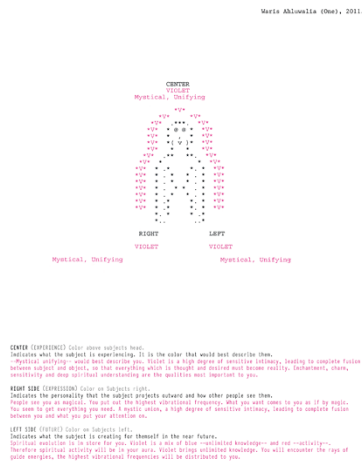 Waris Ahluwalia (One), 2011
CENTER
VIOLET
Mystical, Unifying
*V*
*V* *V*
*V* .***. *V*
*V* * @ @ * *V*
*V* * , * *V*
*V* *( v )* *V*
*V* * * *V*
*V* .** **. *V*
*V* * * *V*
*V* * .* *. * *V*
*V* * . * * . * *V*
*V* * . * * . * *V*
*V* * . * * . * *V*
*V* * . * * . * *V*
*V* * .* *. * *V*
*V* * .* *. * *V*
*. * * .*
*.. ..*
RIGHT LEFT
VIOLET VIOLET
Mystical, Unifying Mystical, Unifying
CENTER (EXPERIENCE) Color above subjects head.
Indicates what the subject is experiencing. It is the color that would best describe them.
--Mystical unifying-- would best describe you. Violet is a high degree of sensitive intimacy, leading to complete fusion
between subject and object, so that everything which is thought and desired must become reality. Enchantment, charm,
sensitivity and deep spiritual understanding are the qualities most important to you.
RIGHT SIDE (EXPRESSION) Color on Subjects right.
Indicates the personality that the subject projects outward and how other people see them.
People see you as magical. You put out the highest vibrational frequency. What you want comes to you as if by magic.
You seem to get everything you need. A mystic union, a high degree of sensitive intimacy, leading to complete fusion
between you and what you put your attention on.
LEFT SIDE (FUTURE) Color on Subjects left.
Indicates what the subject is creating for themself in the near future.
Spiritual evolution is in store for you. Violet is a mix of blue --unlimited knowledge-- and red --activity--.
Therefore spiritual activity will be in your aura. Violet brings unlimited knowledge. You will encounter the rays of
guide energies, the highest vibrational frequencies will be distributed to you.